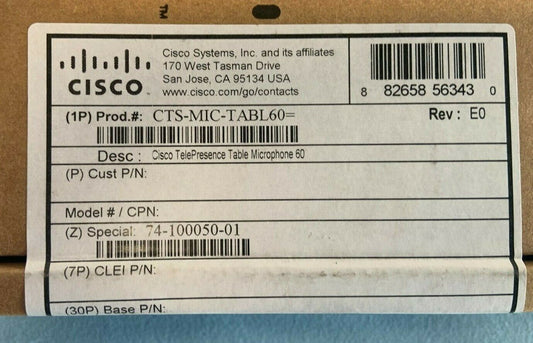 CISCO
Cisco Systems, Inc. and its affiliates
170 West Tasman Drive
San Jose, CA 95134 USA
www.cisco.com/go/contacts
8 82658 56343 0
(1P) Prod.#: CTS-MIC-TABL60= Rev : E0
Desc : Cisco TelePresence Table Microphone 60
(P) Cust P/N:
Model # / CPN:
(Z) Special: 74-100050-01
(7P) CLEI P/N:
(30P) Base P/N: